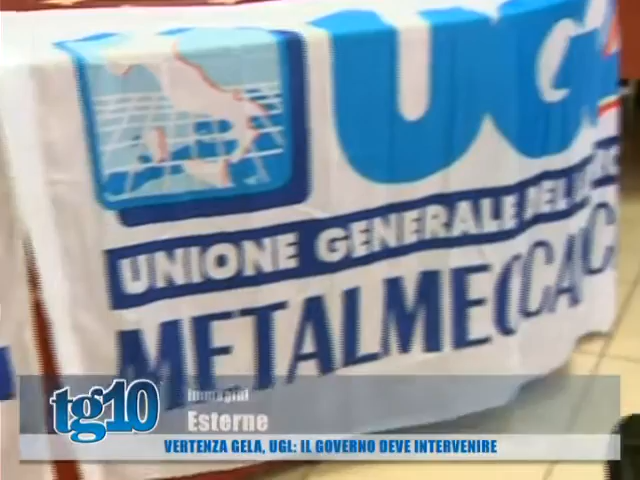 UG
UNIONE GENERALE DEL
METALMECCANIC
tg10
Immagini
Esterne
VERTENZA GELA, UGL: IL GOVERNO DEVE INTERVENIRE